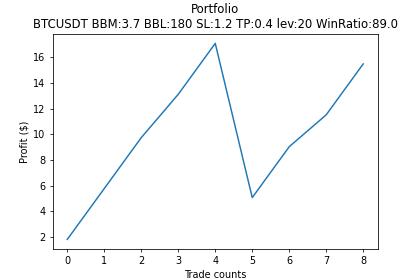 Portfolio
BTCUSDT BBM:3.7 BBL:180 SL:1.2 TP:0.4 lev:20 WinRatio:89.0
16
14
12
10
8
6
4
2
Profit ($)
0 1 2 3 4 5 6 7 8
Trade counts